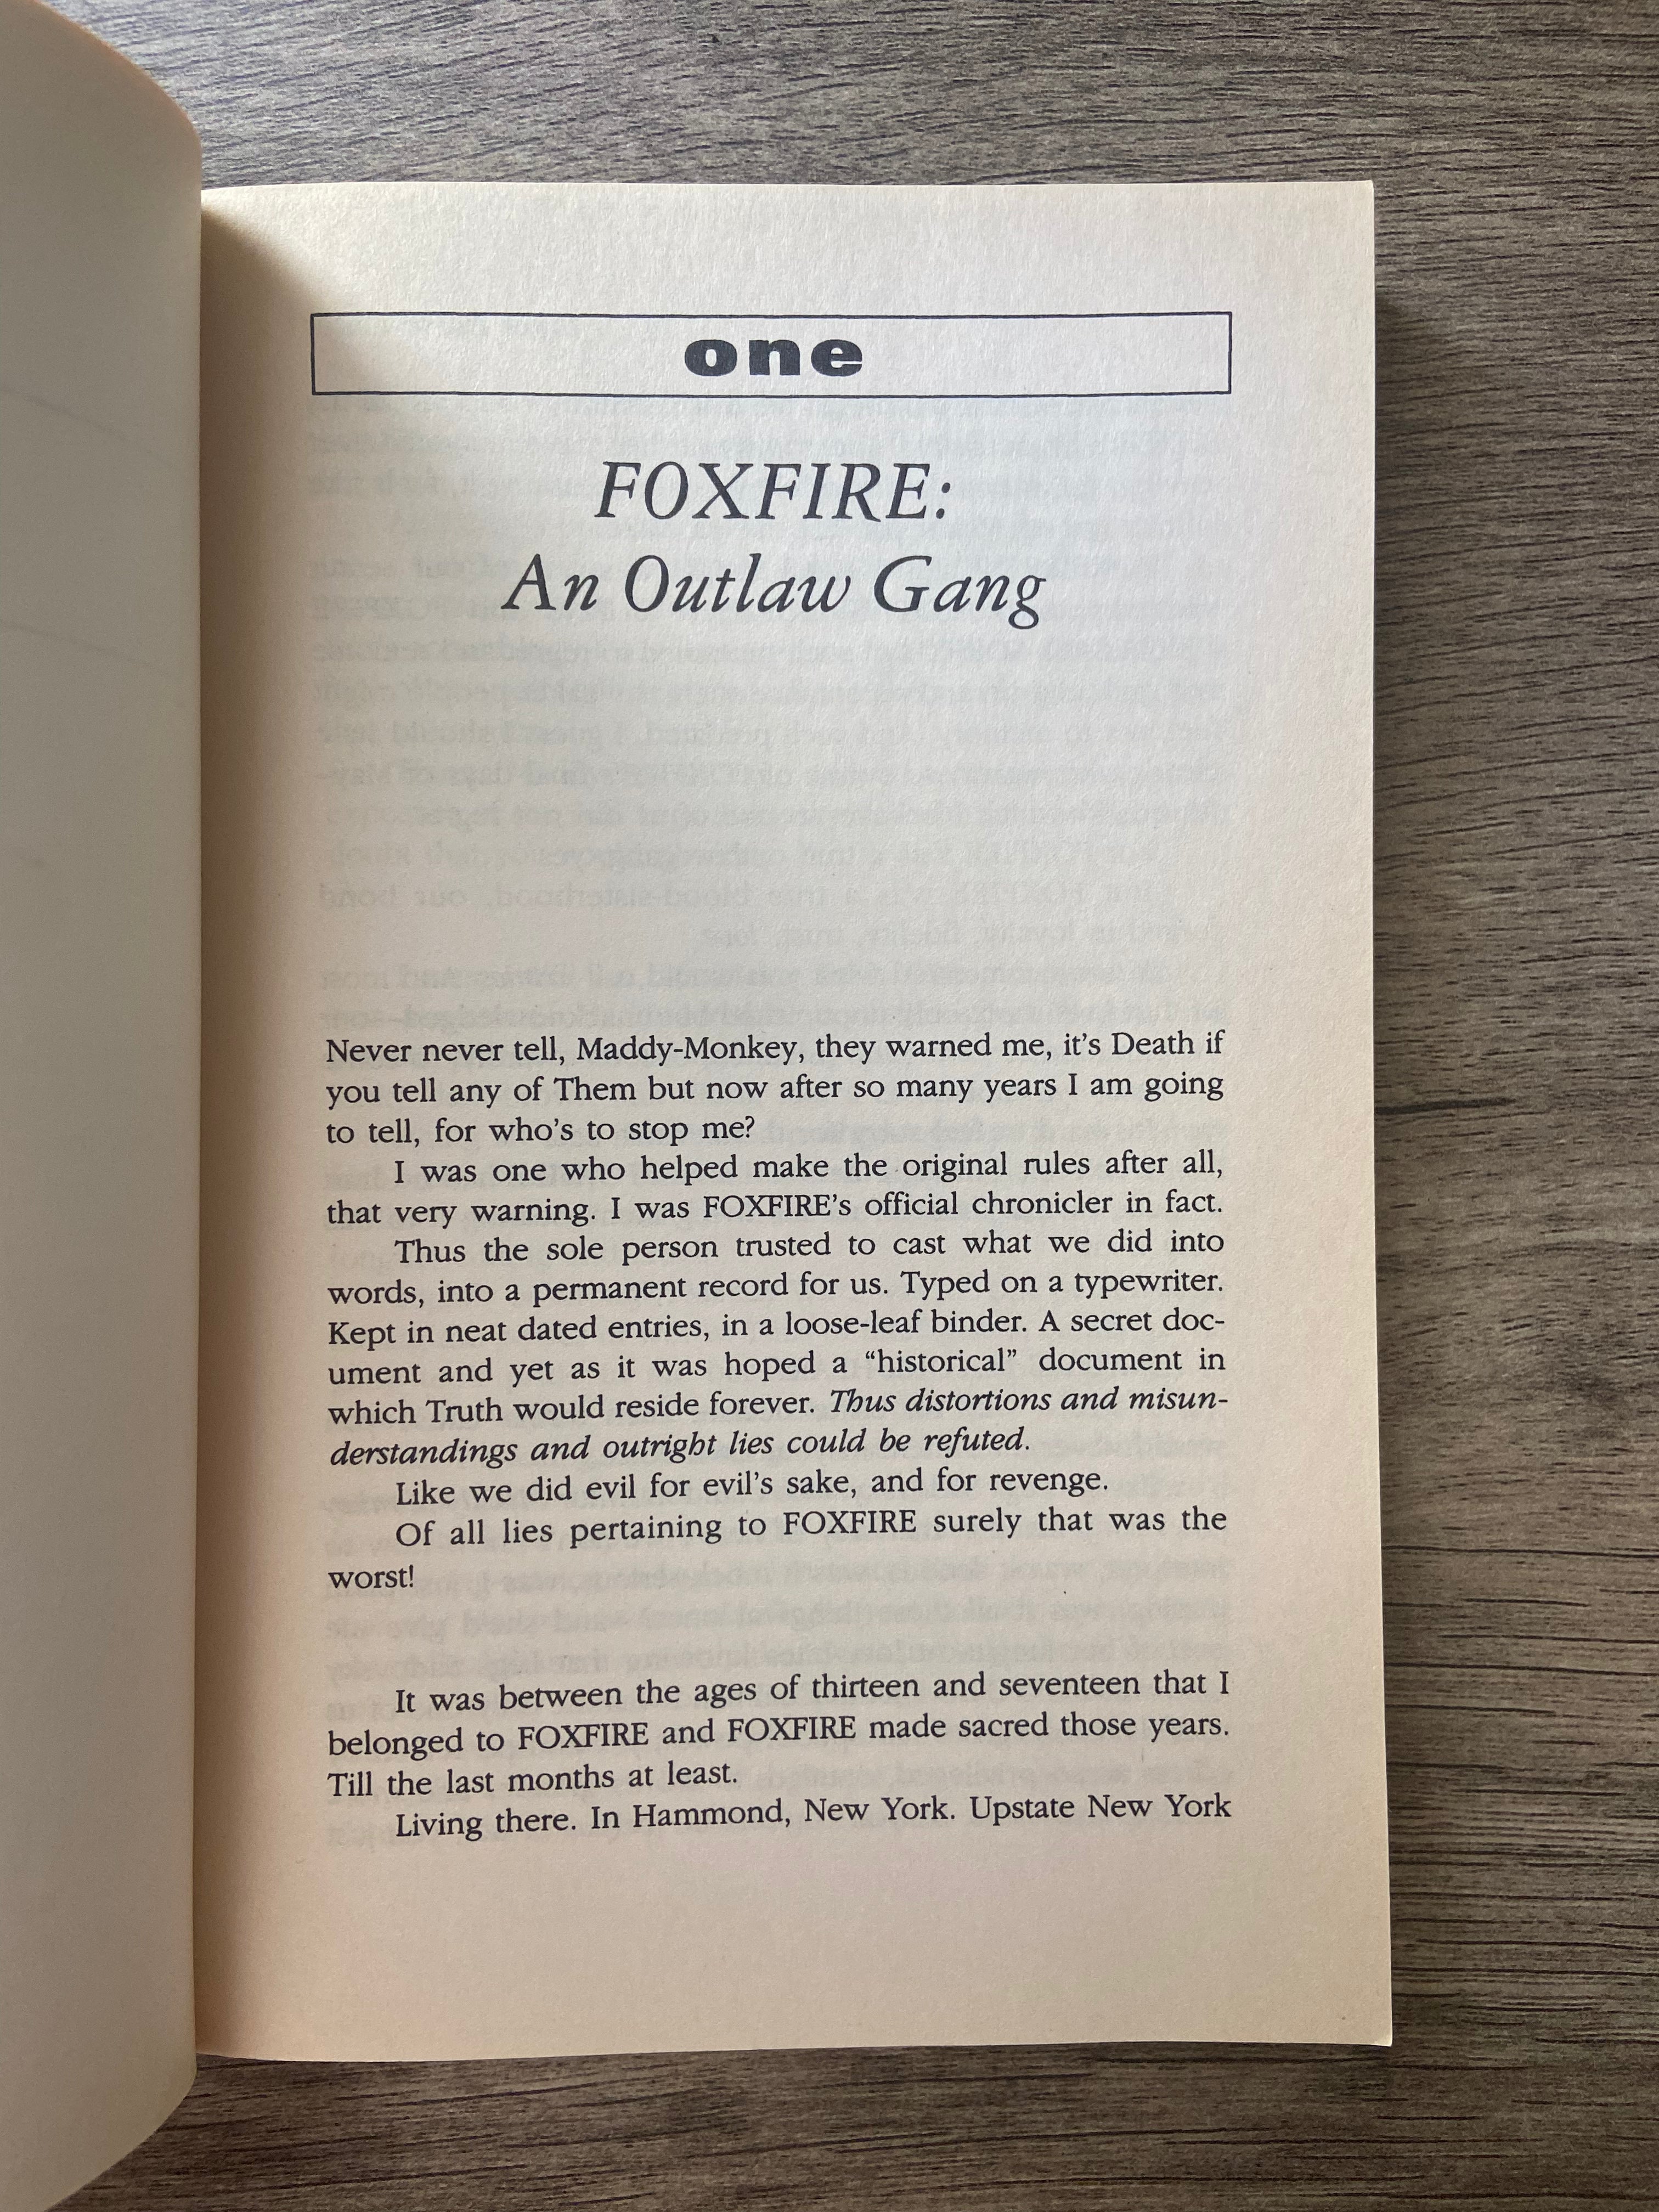 one
FOXFIRE:
An Outlaw Gang
Never never tell, Maddy-Monkey, they warned me, it's Death if
you tell any of Them but now after so many years I am going
to tell, for who's to stop me?
I was one who helped make the original rules after all,
that very warning. I was FOXFIRE's official chronicler in fact.
Thus the sole person trusted to cast what we did into
words, into a permanent record for us. Typed on a typewriter.
Kept in neat dated entries, in a loose-leaf binder. A secret doc-
ument and yet as it was hoped a “historical” document in
which Truth would reside forever. Thus distortions and misun-
derstandings and outright lies could be refuted.
Like we did evil for evil's sake, and for revenge.
Of all lies pertaining to FOXFIRE surely that was the
worst!
It was between the ages of thirteen and seventeen that I
belonged to FOXFIRE and FOXFIRE made sacred those years.
Till the last months at least.
Living there. In Hammond, New York. Upstate New York